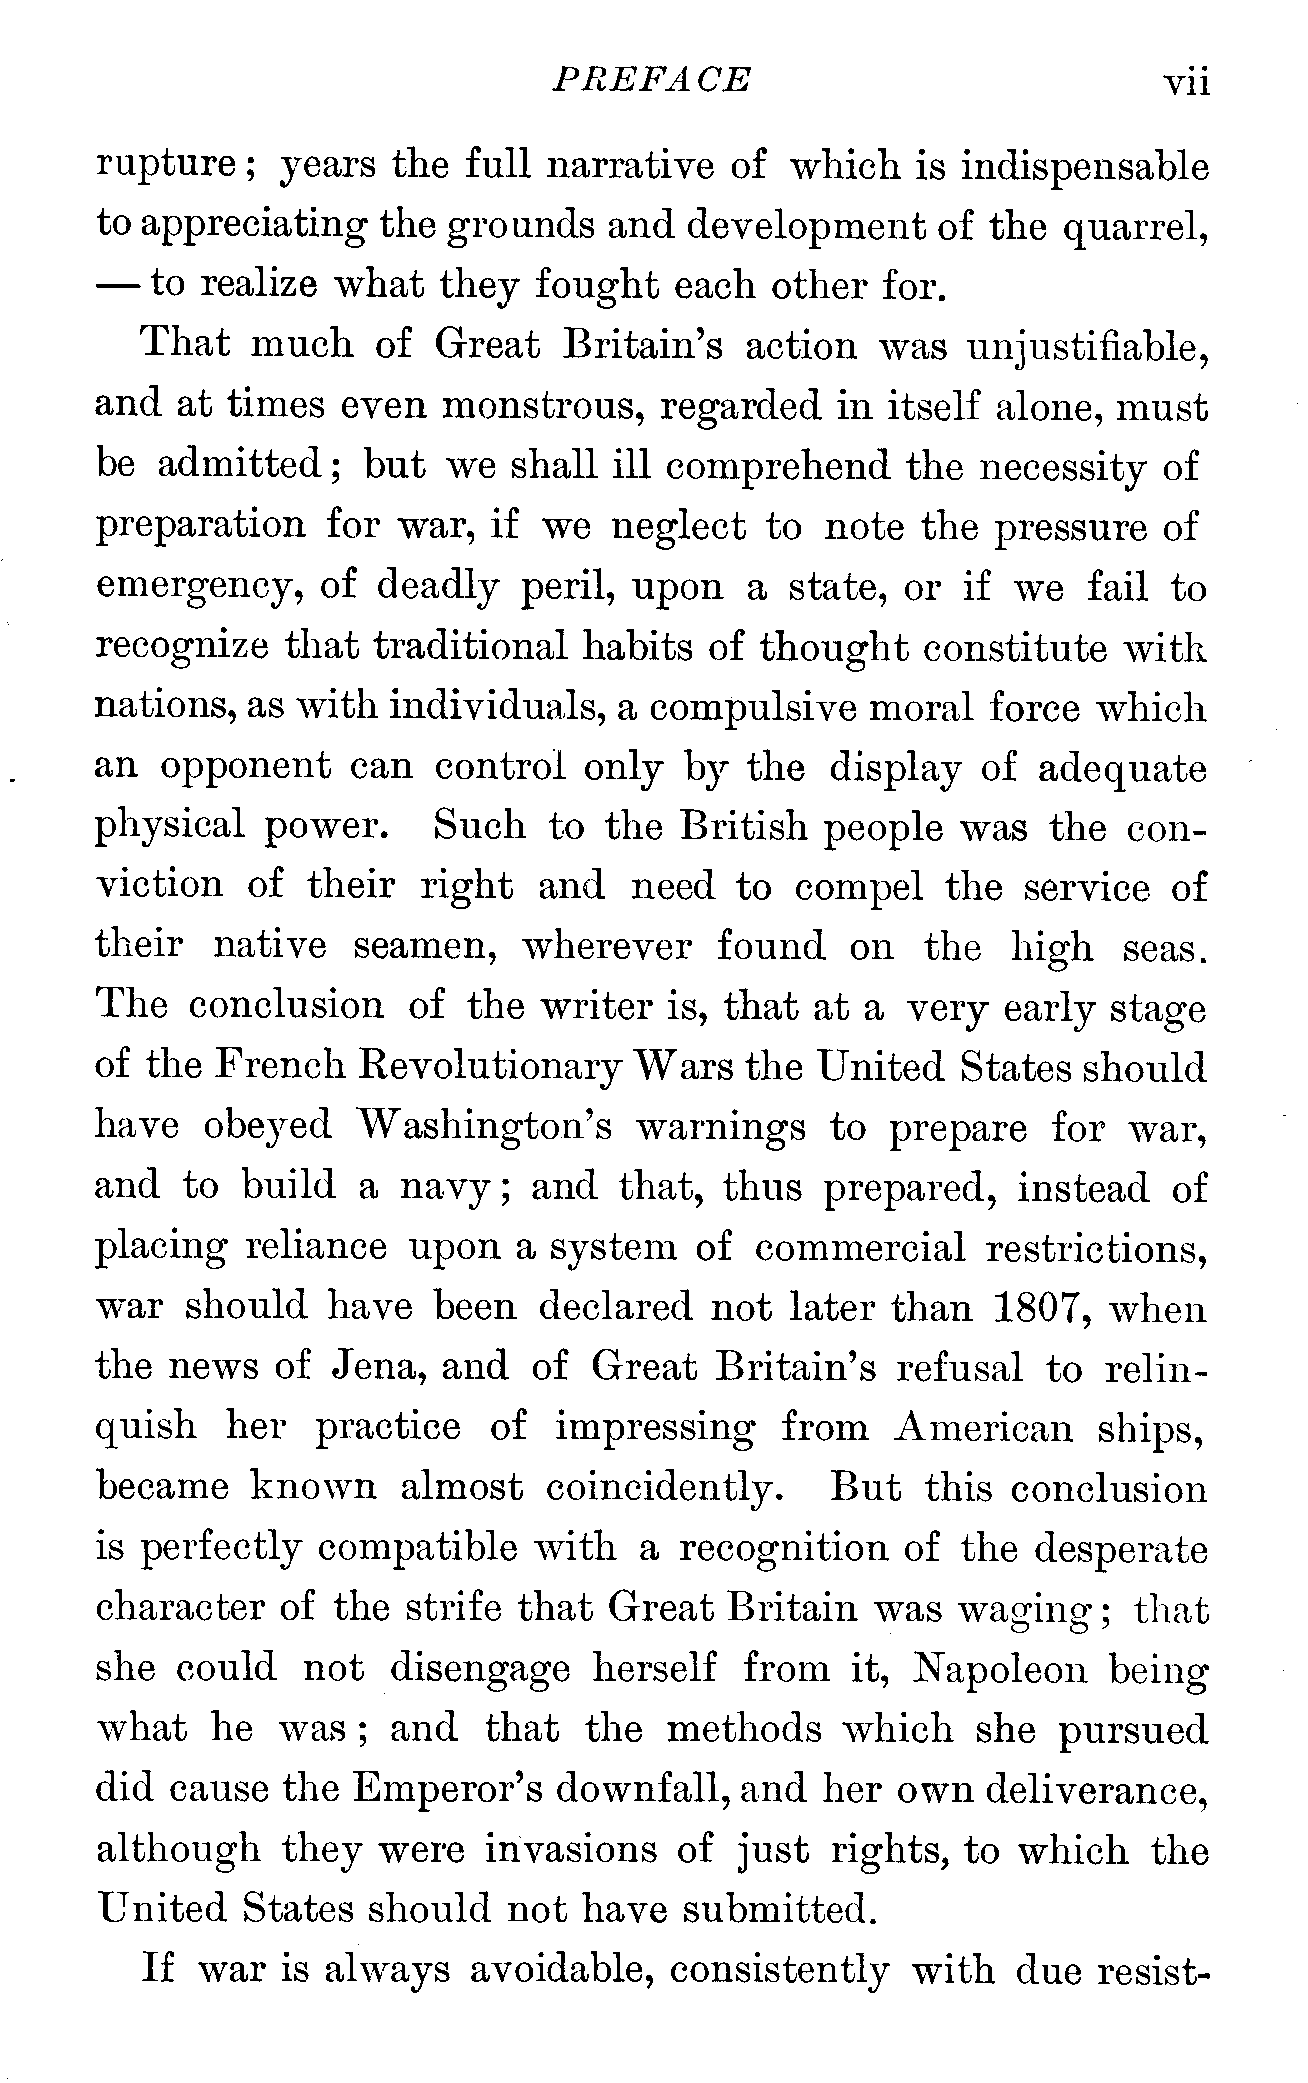 PREFACE vii
rupture; years the full narrative of which is indispensable
to appreciating the grounds and development of the quarrel,
— to realize what they fought each other for.
That much of Great Britain's action was unjustifiable,
and at times even monstrous, regarded in itself alone, must
be admitted; but we shall ill comprehend the necessity of
preparation for war, if we neglect to note the pressure of
emergency, of deadly peril, upon a state, or if we fail to
recognize that traditional habits of thought constitute with
nations, as with individuals, a compulsive moral force which
an opponent can control only by the display of adequate
physical power. Such to the British people was the con-
viction of their right and need to compel the service of
their native seamen, wherever found on the high seas.
The conclusion of the writer is, that at a very early stage
of the French Revolutionary Wars the United States should
have obeyed Washington's warnings to prepare for war,
and to build a navy; and that, thus prepared, instead of
placing reliance upon a system of commercial restrictions,
war should have been declared not later than 1807, when
the news of Jena, and of Great Britain's refusal to relin-
quish her practice of impressing from American ships,
became known almost coincidently. But this conclusion
is perfectly compatible with a recognition of the desperate
character of the strife that Great Britain was waging; that
she could not disengage herself from it, Napoleon being
what he was; and that the methods which she pursued
did cause the Emperor's downfall, and her own deliverance,
although they were invasions of just rights, to which the
United States should not have submitted.
If war is always avoidable, consistently with due resist-